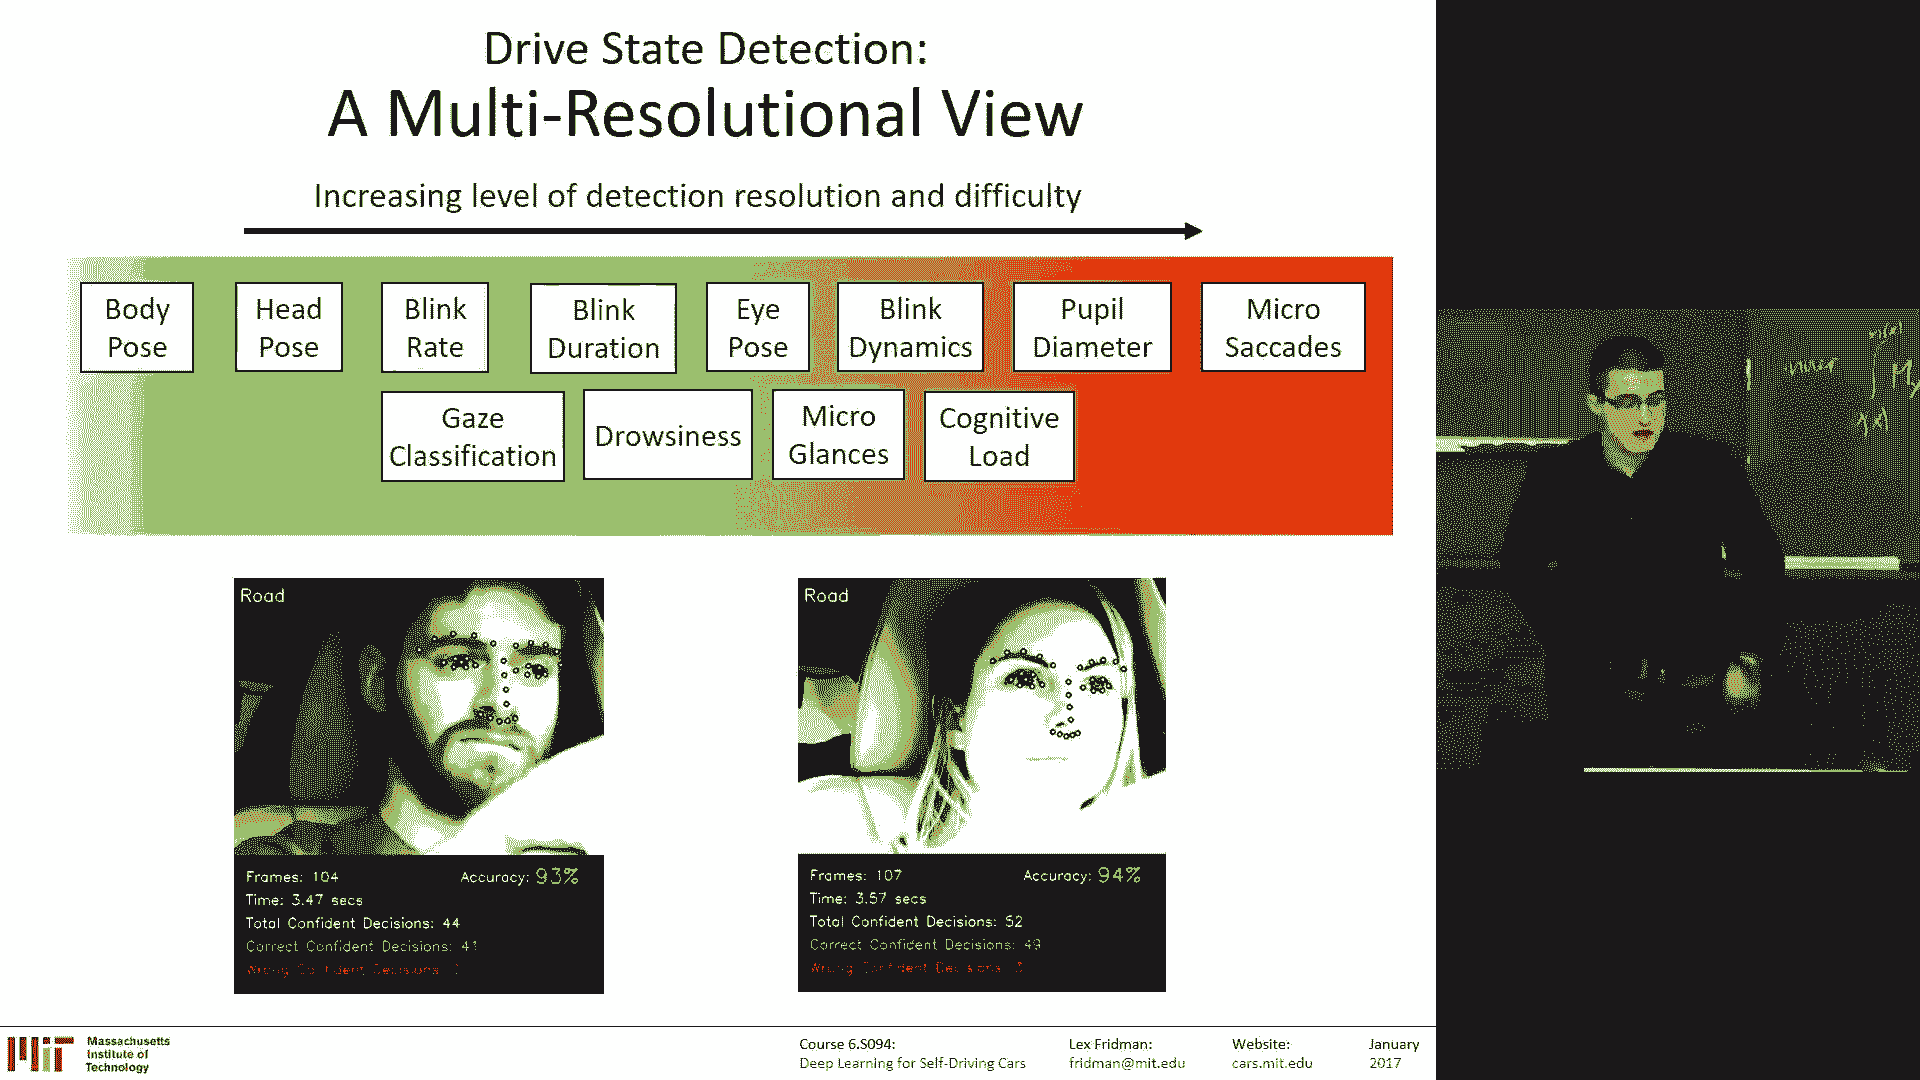 Drive State Detection:
A Multi-Resolutional View
Increasing level of detection resolution and difficulty
Body
Pose
Head
Pose
Blink
Rate
Blink
Duration
Eye
Pose
Blink
Dynamics
Pupil
Diameter
Micro
Saccades
Gaze
Classification
Drowsiness
Micro
Glances
Cognitive
Load
Road
Frames: 104 Accuracy: 93%
Time: 3.47 secs
Total Confident Decisions: 44
Correct Confident Decisions: 41
Wrong Confident Decisions:
Road
Frames: 107 Accuracy: 94%
Time: 3.57 secs
Total Confident Decisions: 52
Correct Confident Decisions: 49
Wrong Confident Decisions:
MIT
Massachusetts
Institute of
Technology
Course 6.S094:
Deep Learning for Self-Driving Cars
Lex Fridman:
fridman@mit.edu
Website:
cars.mit.edu
January
2017